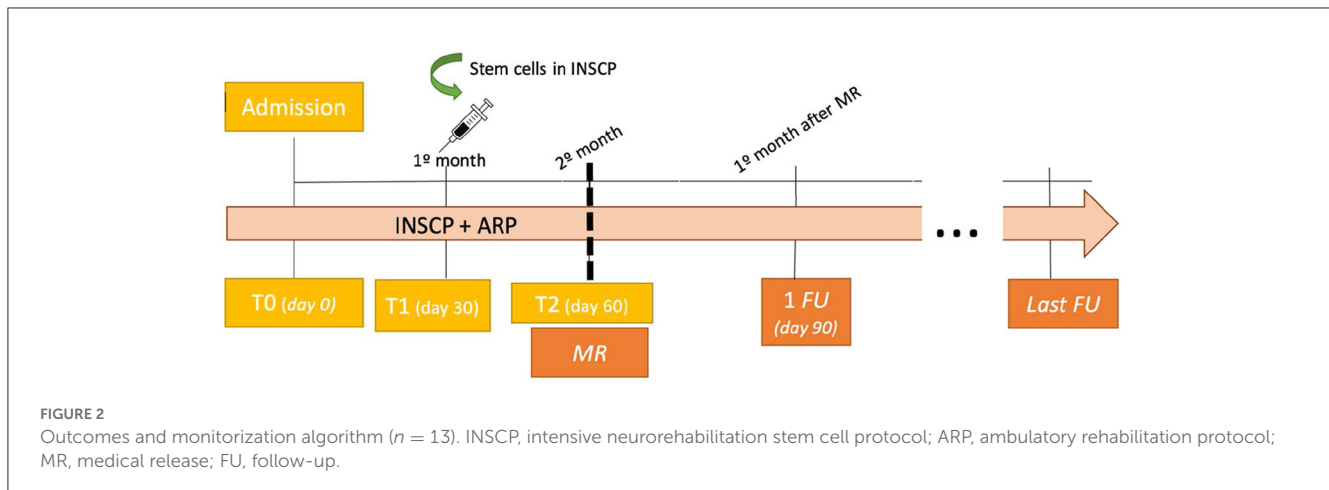 Stem cells in INSCP
Admission
1º month
2º month
1º month after MR
INSCP + ARP
...
T0 (day 0)
T1 (day 30)
T2 (day 60)
MR
1 FU
(day 90)
Last FU
FIGURE 2
Outcomes and monitorization algorithm (n = 13). INSCP, intensive neurorehabilitation stem cell protocol; ARP, ambulatory rehabilitation protocol;
MR, medical release; FU, follow-up.